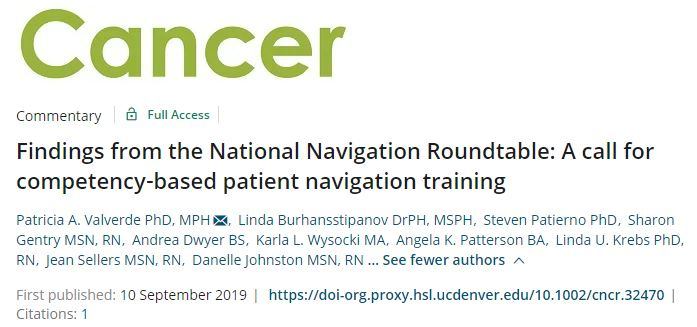 Cancer
Commentary | Full Access |
Findings from the National Navigation Roundtable: A call for
competency-based patient navigation training
Patricia A. Valverde PhD, MPH, Linda Burhansstipanov DrPH, MSPH, Steven Patierno PhD, Sharon
Gentry MSN, RN, Andrea Dwyer BS, Karla L. Wysocki MA, Angela K. Patterson BA, Linda U. Krebs PhD,
RN, Jean Sellers MSN, RN, Danelle Johnston MSN, RN ... See fewer authors
First published: 10 September 2019 | https://doi-org.proxy.hsl.ucdenver.edu/10.1002/cncr.32470 |
Citations: 1